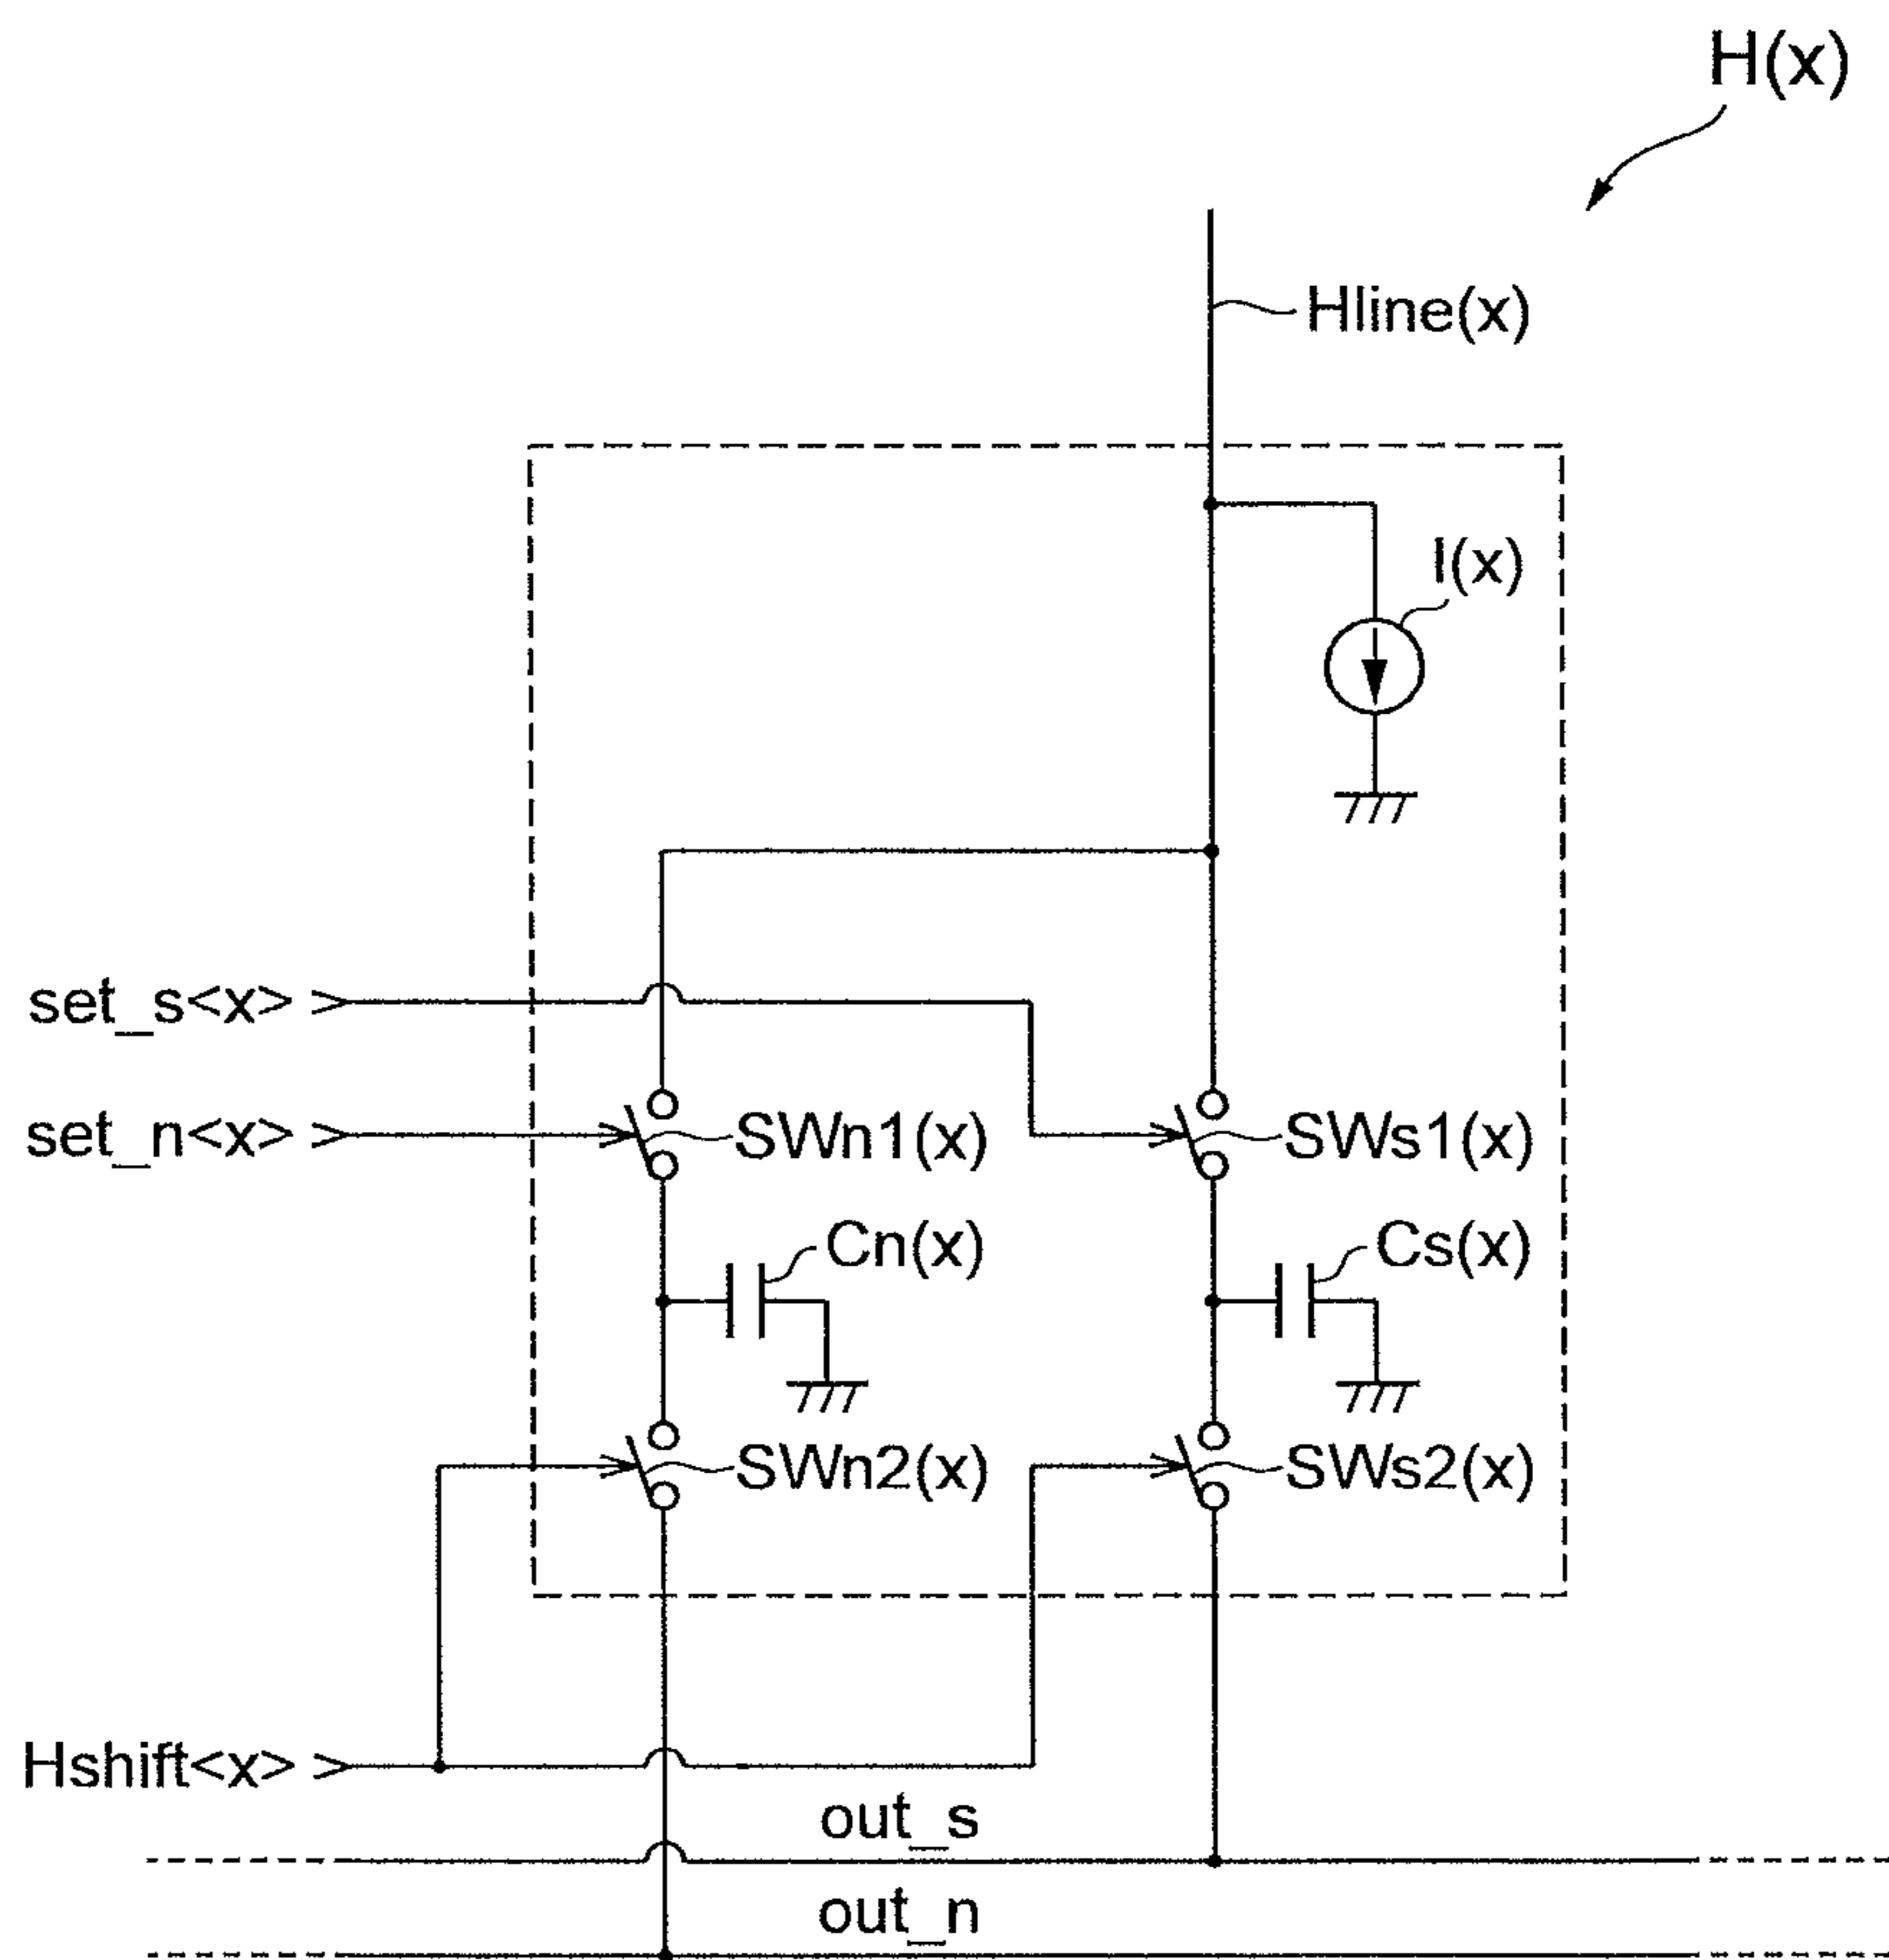 H(x)
Hline(x)
I(x)
set_s<x>
set_n<x>
SWn1(x)
SWs1(x)
Cn(x)
Cs(x)
SWn2(x)
SWs2(x)
Hshift<x>
out_s
out_n